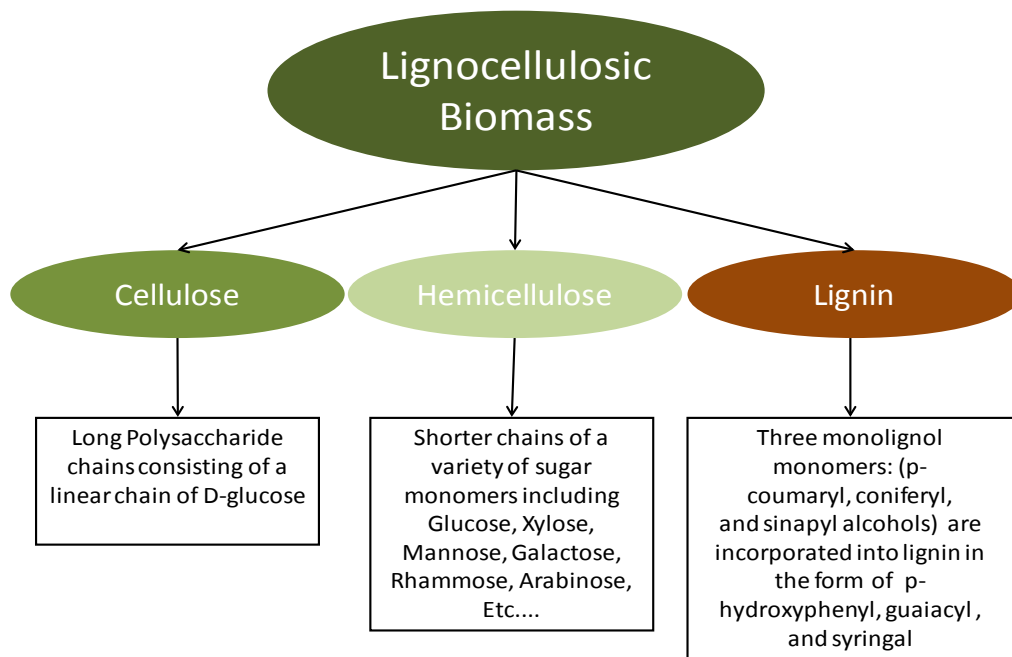 Lignocellulosic
Biomass
Cellulose
Hemicellulose
Lignin
Long Polysaccharide
chains consisting of a
linear chain of D-glucose
Shorter chains of a
variety of sugar
monomers including
Glucose, Xylose,
Mannose, Galactose,
Rhammose, Arabinose,
Etc....
Three monolignol
monomers: (p-
coumaryl, coniferyl,
and sinapyl alcohols) are
incorporated into lignin in
the form of p-
hydroxyphenyl, guaiacyl ,
and syringal